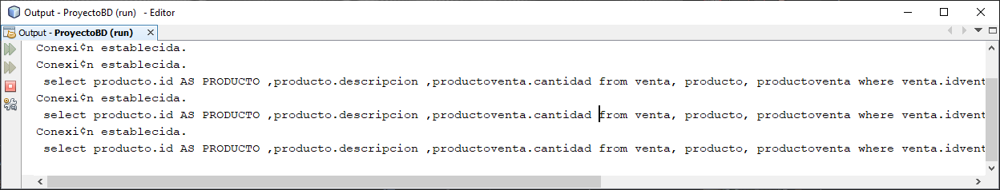 Output - ProyectoBD (run) - Editor
Output - ProyectoBD (run)
Conexi¢n establecida.
Conexi¢n establecida.
select producto.id AS PRODUCTO ,producto.descripcion ,productoventa.cantidad from venta, producto, productoventa where venta.idvent
Conexi¢n establecida.
select producto.id AS PRODUCTO ,producto.descripcion ,productoventa.cantidad from venta, producto, productoventa where venta.idvent
Conexi¢n establecida.
select producto.id AS PRODUCTO ,producto.descripcion ,productoventa.cantidad from venta, producto, productoventa where venta.idvent